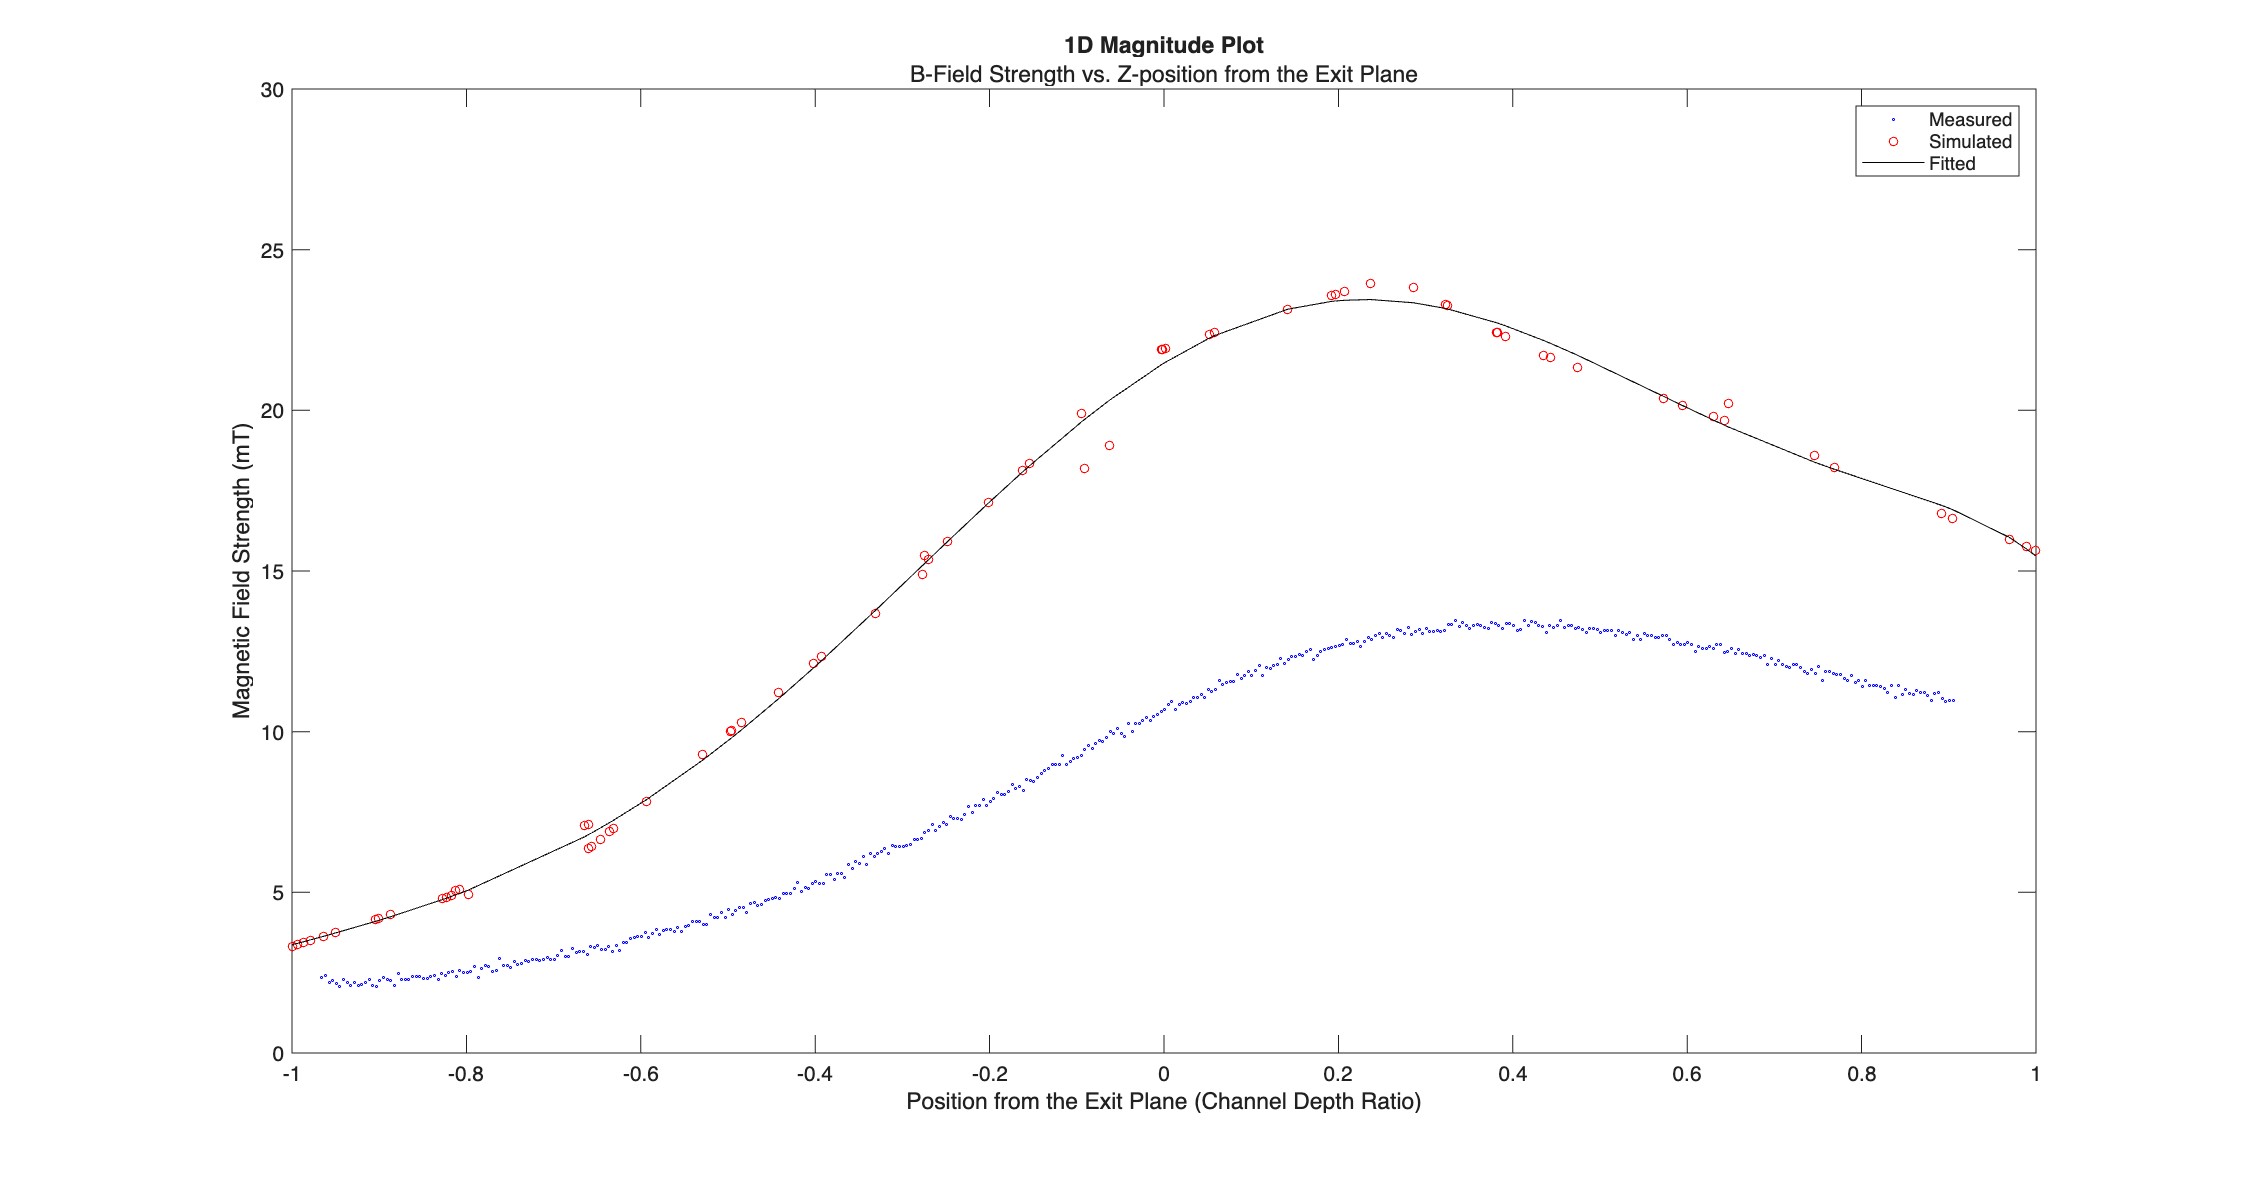 1D Magnitude Plot
B-Field Strength vs. Z-position from the Exit Plane
30
25
20
15
10
5
0
Magnetic Field Strength (mT)
Measured
Simulated
Fitted
-1 -0.8 -0.6 -0.4 -0.2 0 0.2 0.4 0.6 0.8 1
Position from the Exit Plane (Channel Depth Ratio)